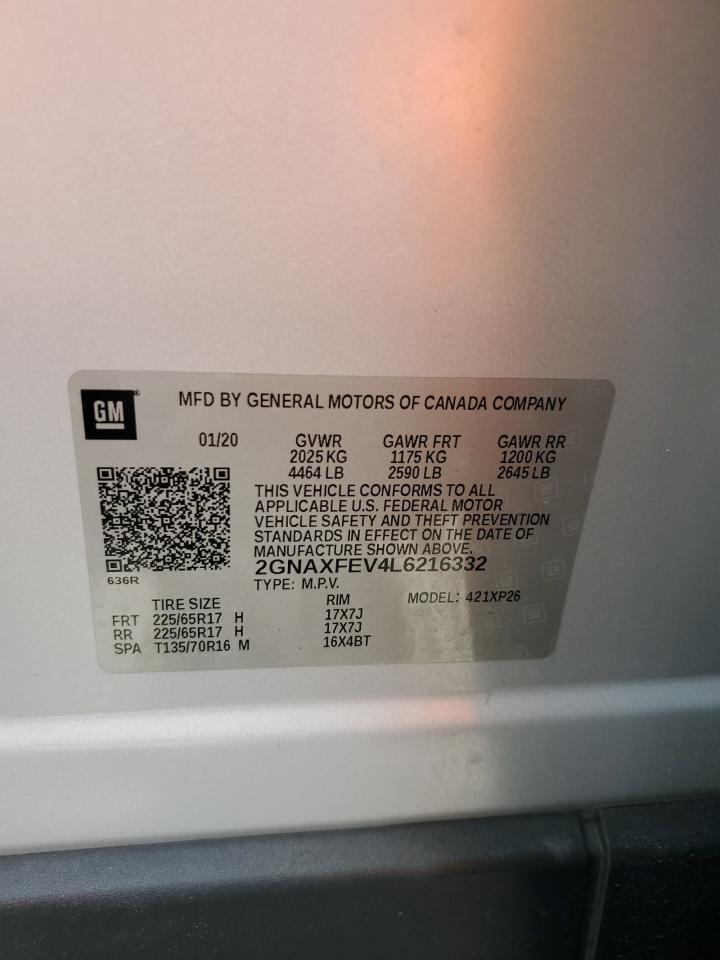 GM
MFD BY GENERAL MOTORS OF CANADA COMPANY
01/20 GVWR GAWR FRT GAWR RR
2025 KG 1175 KG 1200 KG
4464 LB 2590 LB 2645 LB
THIS VEHICLE CONFORMS TO ALL
APPLICABLE U.S. FEDERAL MOTOR
VEHICLE SAFETY AND THEFT PREVENTION
STANDARDS IN EFFECT ON THE DATE OF
MANUFACTURE SHOWN ABOVE.
2GNAXFEV4L6216332
636R
TYPE: M.P.V.
TIRE SIZE RIM MODEL: 421XP26
FRT 225/65R17 H 17X7J
RR 225/65R17 H 17X7J
SPA T135/70R16 M 16X4BT